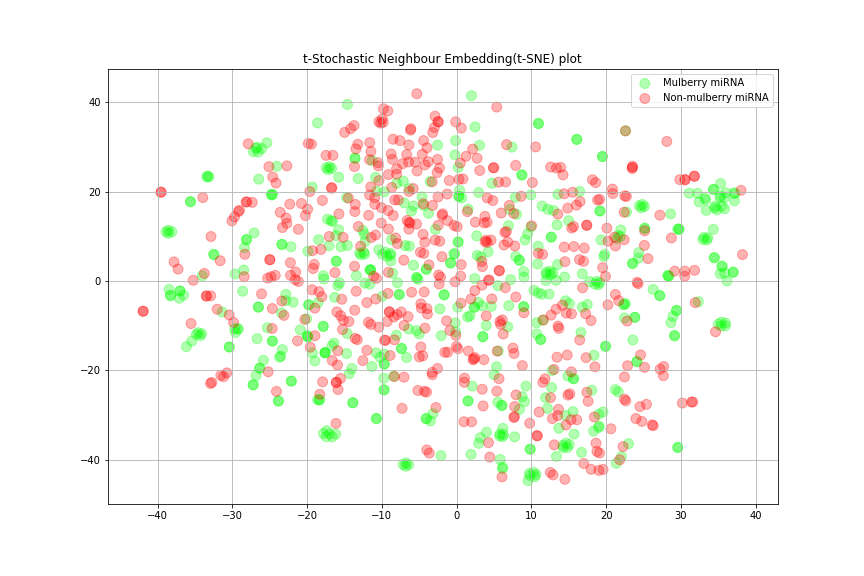 t-Stochastic Neighbour Embedding(t-SNE) plot
Mulberry miRNA
Non-mulberry miRNA
40
20
0
−20
−40
−40 −30 −20 −10 0 10 20 30 40